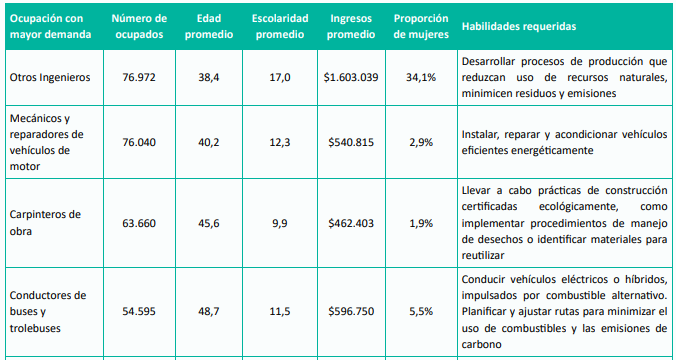 Ocupación con mayor demanda | Número de ocupados | Edad promedio | Escolaridad promedio | Ingresos promedio | Proporción de mujeres | Habilidades requeridas
Otros Ingenieros | 76.972 | 38,4 | 17,0 | $1.603.039 | 34,1% | Desarrollar procesos de producción que reduzcan uso de recursos naturales, minimicen residuos y emisiones
Mecánicos y reparadores de vehículos de motor | 76.040 | 40,2 | 12,3 | $540.815 | 2,9% | Instalar, reparar y acondicionar vehículos eficientes energéticamente
Carpinteros de obra | 63.660 | 45,6 | 9,9 | $462.403 | 1,9% | Llevar a cabo prácticas de construcción certificadas ecológicamente, como implementar procedimientos de manejo de desechos o identificar materiales para reutilizar
Conductores de buses y trolebuses | 54.595 | 48,7 | 11,5 | $596.750 | 5,5% | Conducir vehículos eléctricos o híbridos, impulsados por combustible alternativo. Planificar y ajustar rutas para minimizar el uso de combustibles y las emisiones de carbono